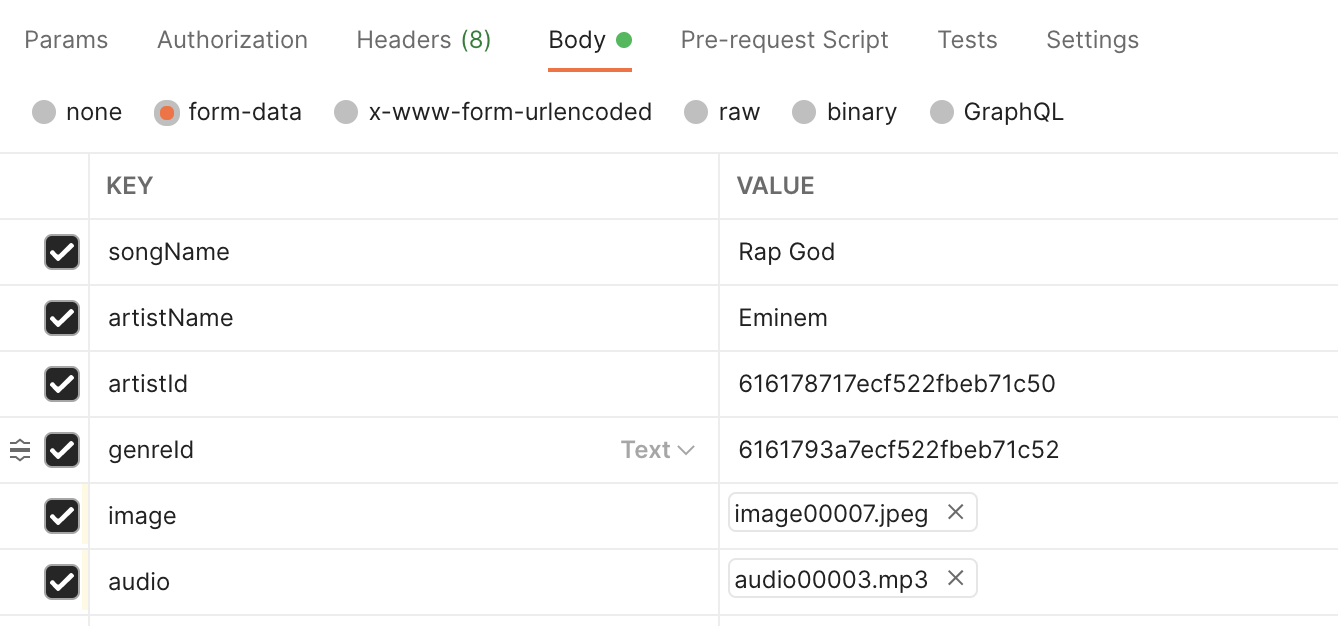 Params Authorization Headers (8) Body Pre-request Script Tests Settings
none form-data x-www-form-urlencoded raw binary GraphQL
KEY VALUE
songName Rap God
artistName Eminem
artistId 616178717ecf522fbeb71c50
genreId Text 6161793a7ecf522fbeb71c52
image image00007.jpeg
audio audio00003.mp3